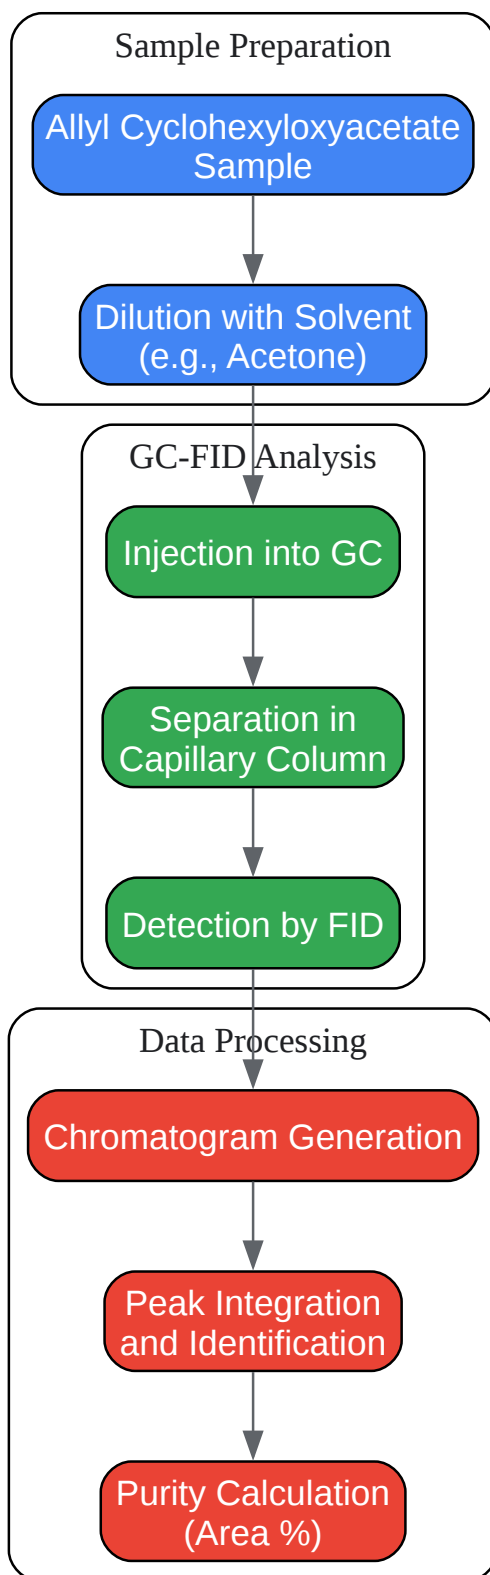 Sample Preparation
Allyl Cyclohexyloxyacetate
Sample
Dilution with Solvent
(e.g., Acetone)
GC-FID Analysis
Injection into GC
Separation in
Capillary Column
Detection by FID
Data Processing
Chromatogram Generation
Peak Integration
and Identification
Purity Calculation
(Area %)